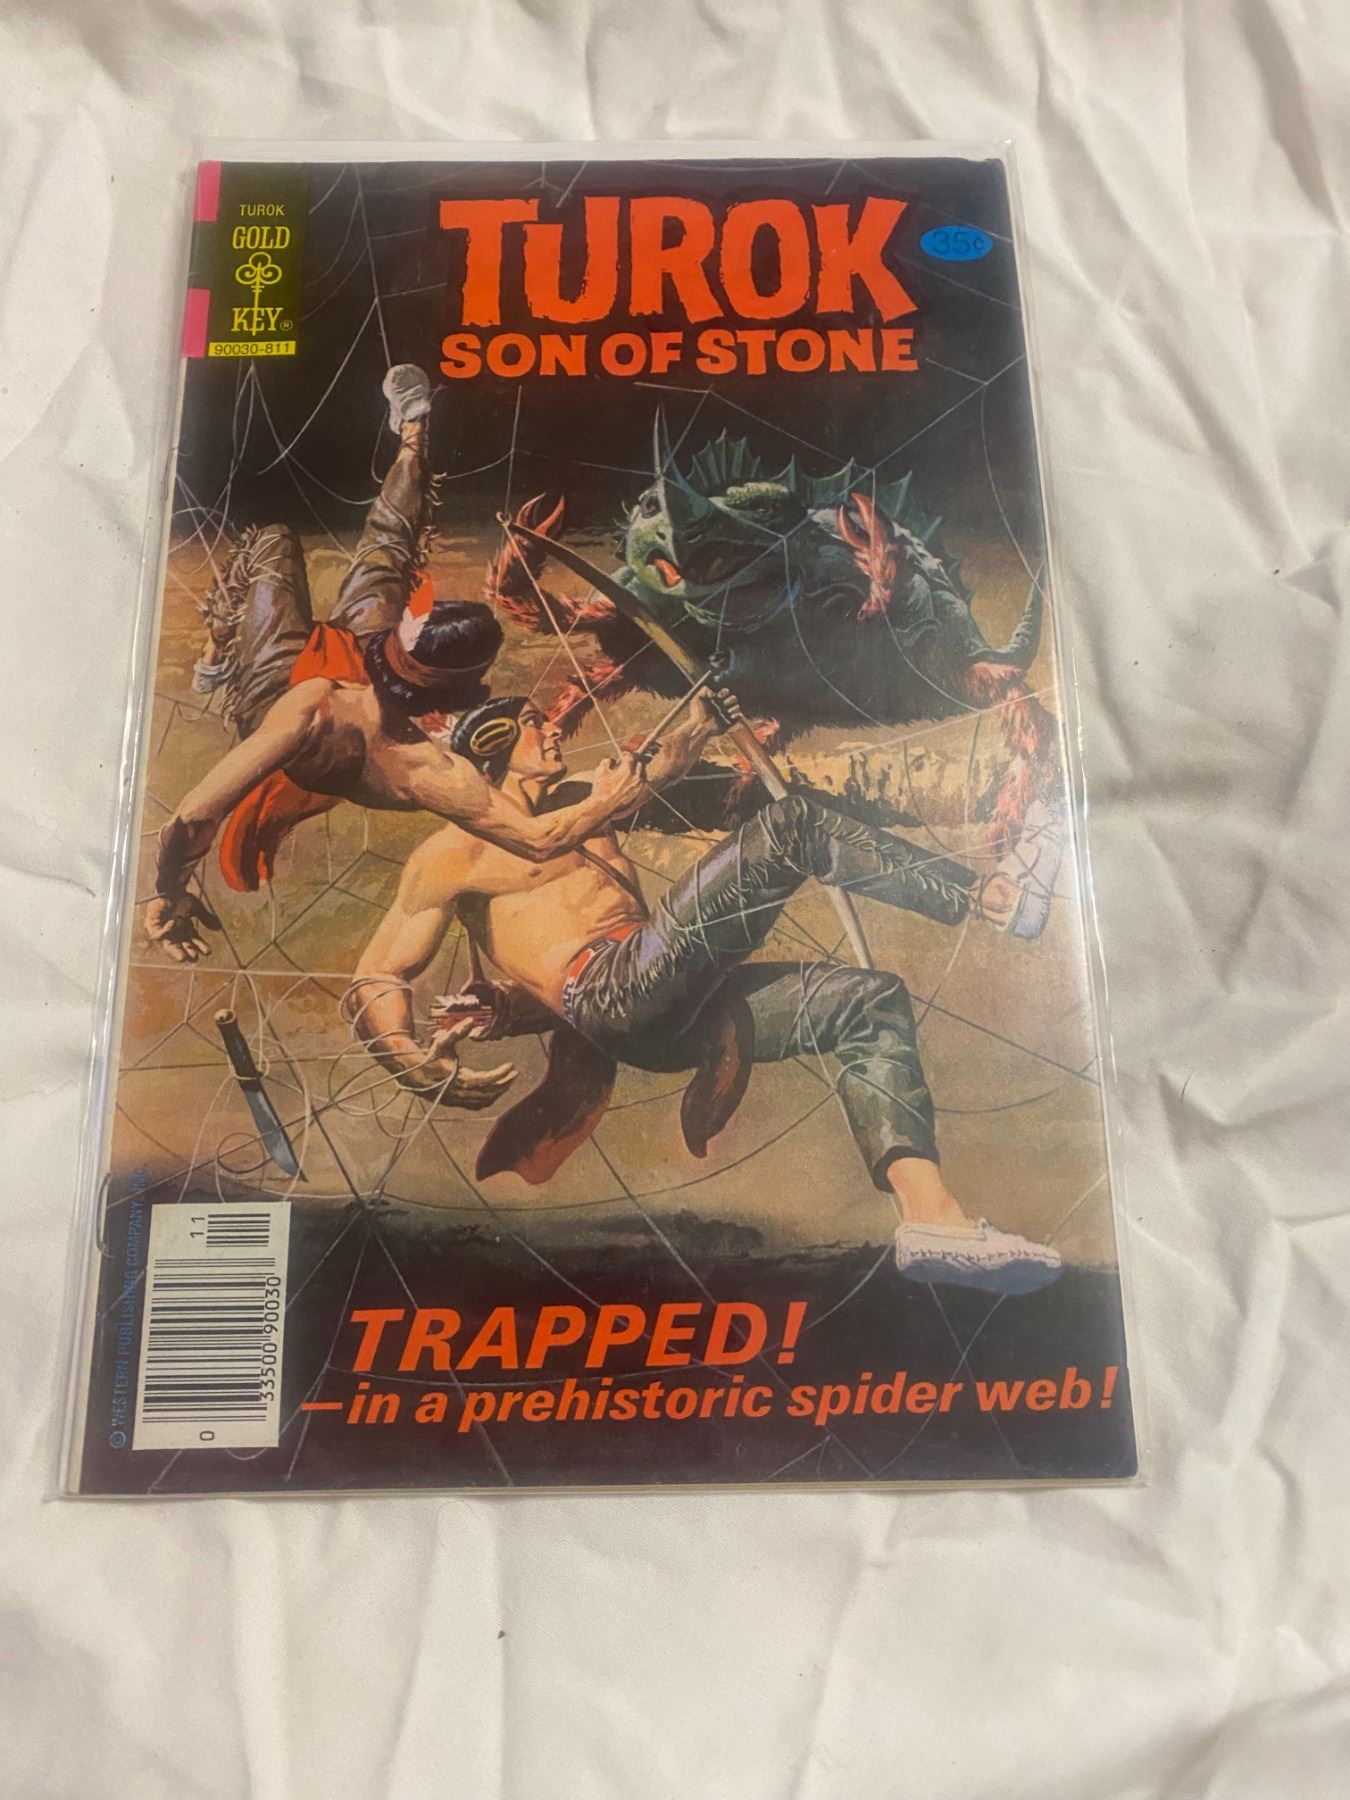 TUROK
GOLD
KEY®
90030-811
TUROK
SON OF STONE
35¢
© WESTERN PUBLISHING COMPANY, INC.
11
33500 90030
0
TRAPPED!
—in a prehistoric spider web!